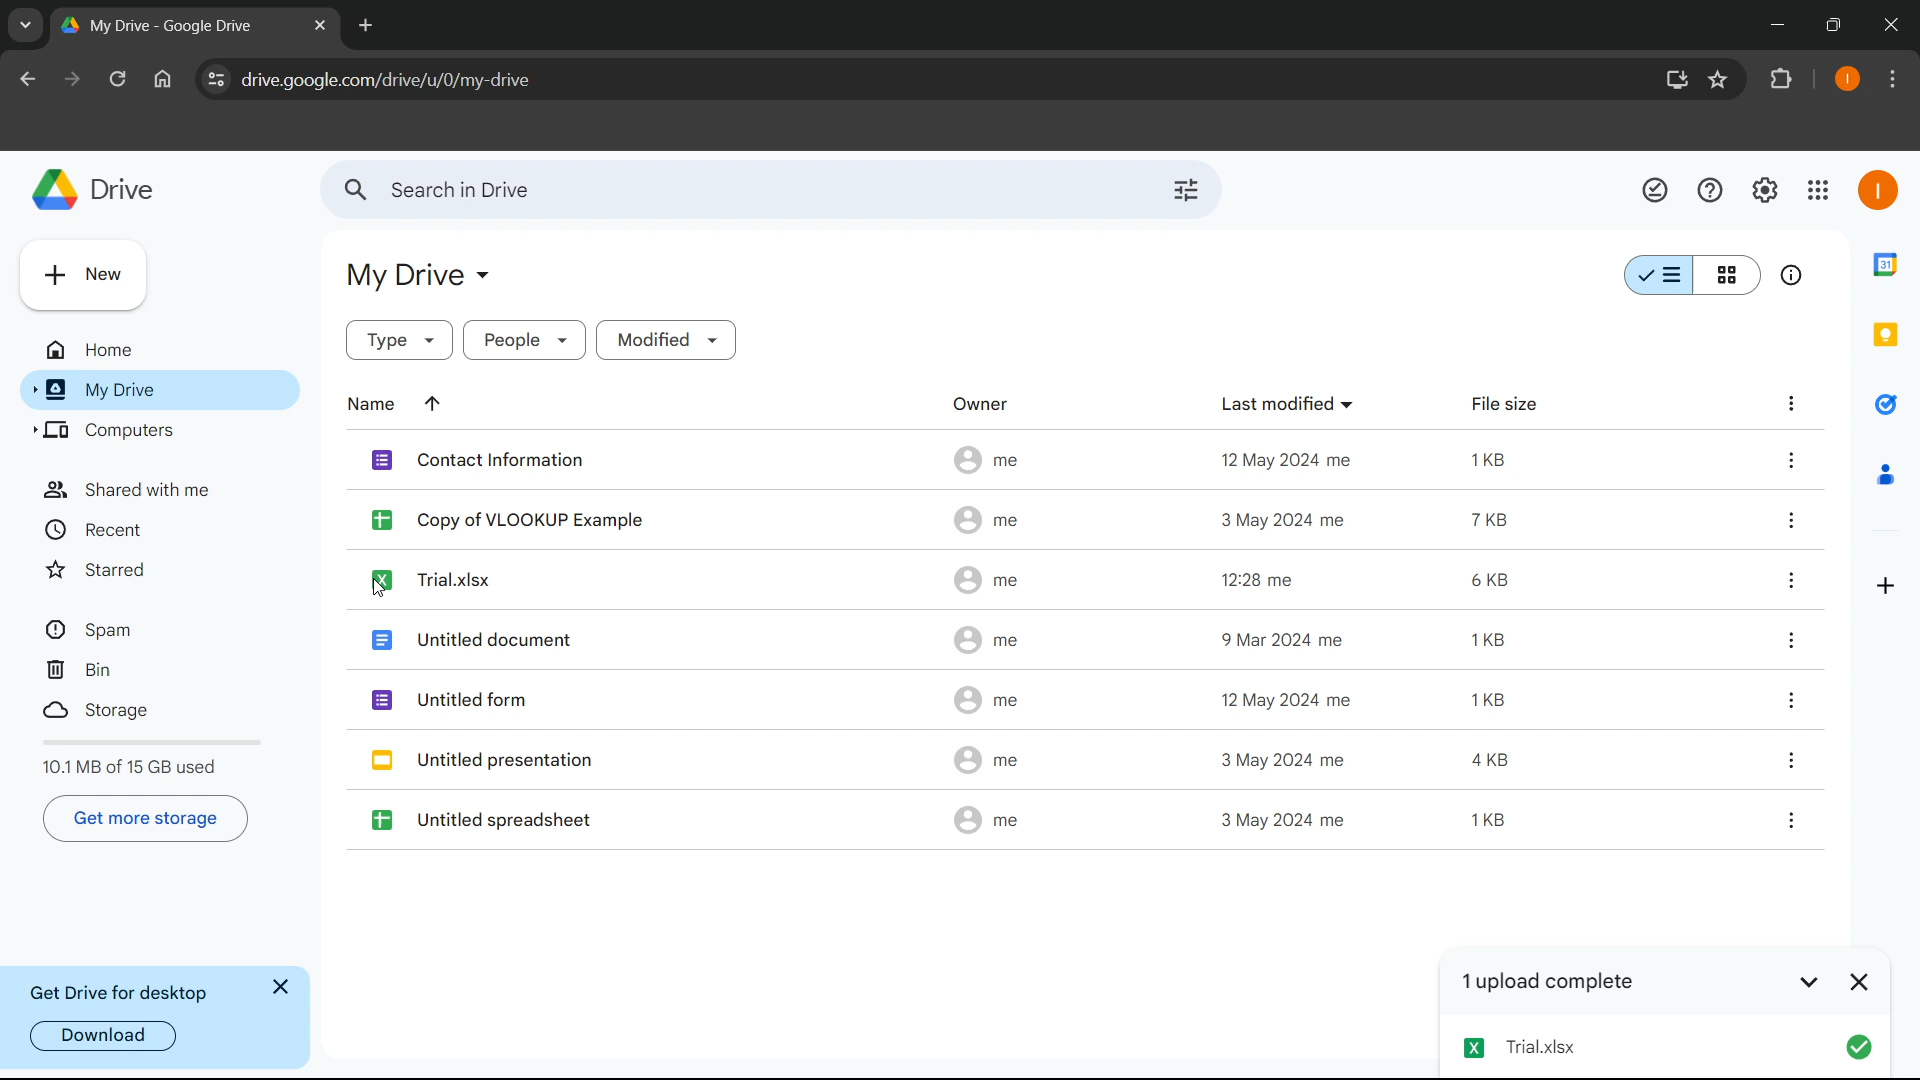 My Drive - Google Drive
drive.google.com/drive/u/0/my-drive
I
Drive
Search in Drive
I
New
My Drive
31
Home
Type
People
Modified
My Drive
Name
Owner
Last modified
File size
Computers
Contact Information
me
12 May 2024 me
1 KB
Shared with me
Copy of VLOOKUP Example
me
3 May 2024 me
7 KB
Recent
Starred
X
Trial.xlsx
me
12:28 me
6 KB
Spam
Untitled document
me
9 Mar 2024 me
1 KB
Bin
Untitled form
me
12 May 2024 me
1 KB
Storage
Untitled presentation
me
3 May 2024 me
4 KB
10.1 MB of 15 GB used
Get more storage
Untitled spreadsheet
me
3 May 2024 me
1 KB
Get Drive for desktop
Download
1 upload complete
X
Trial.xlsx